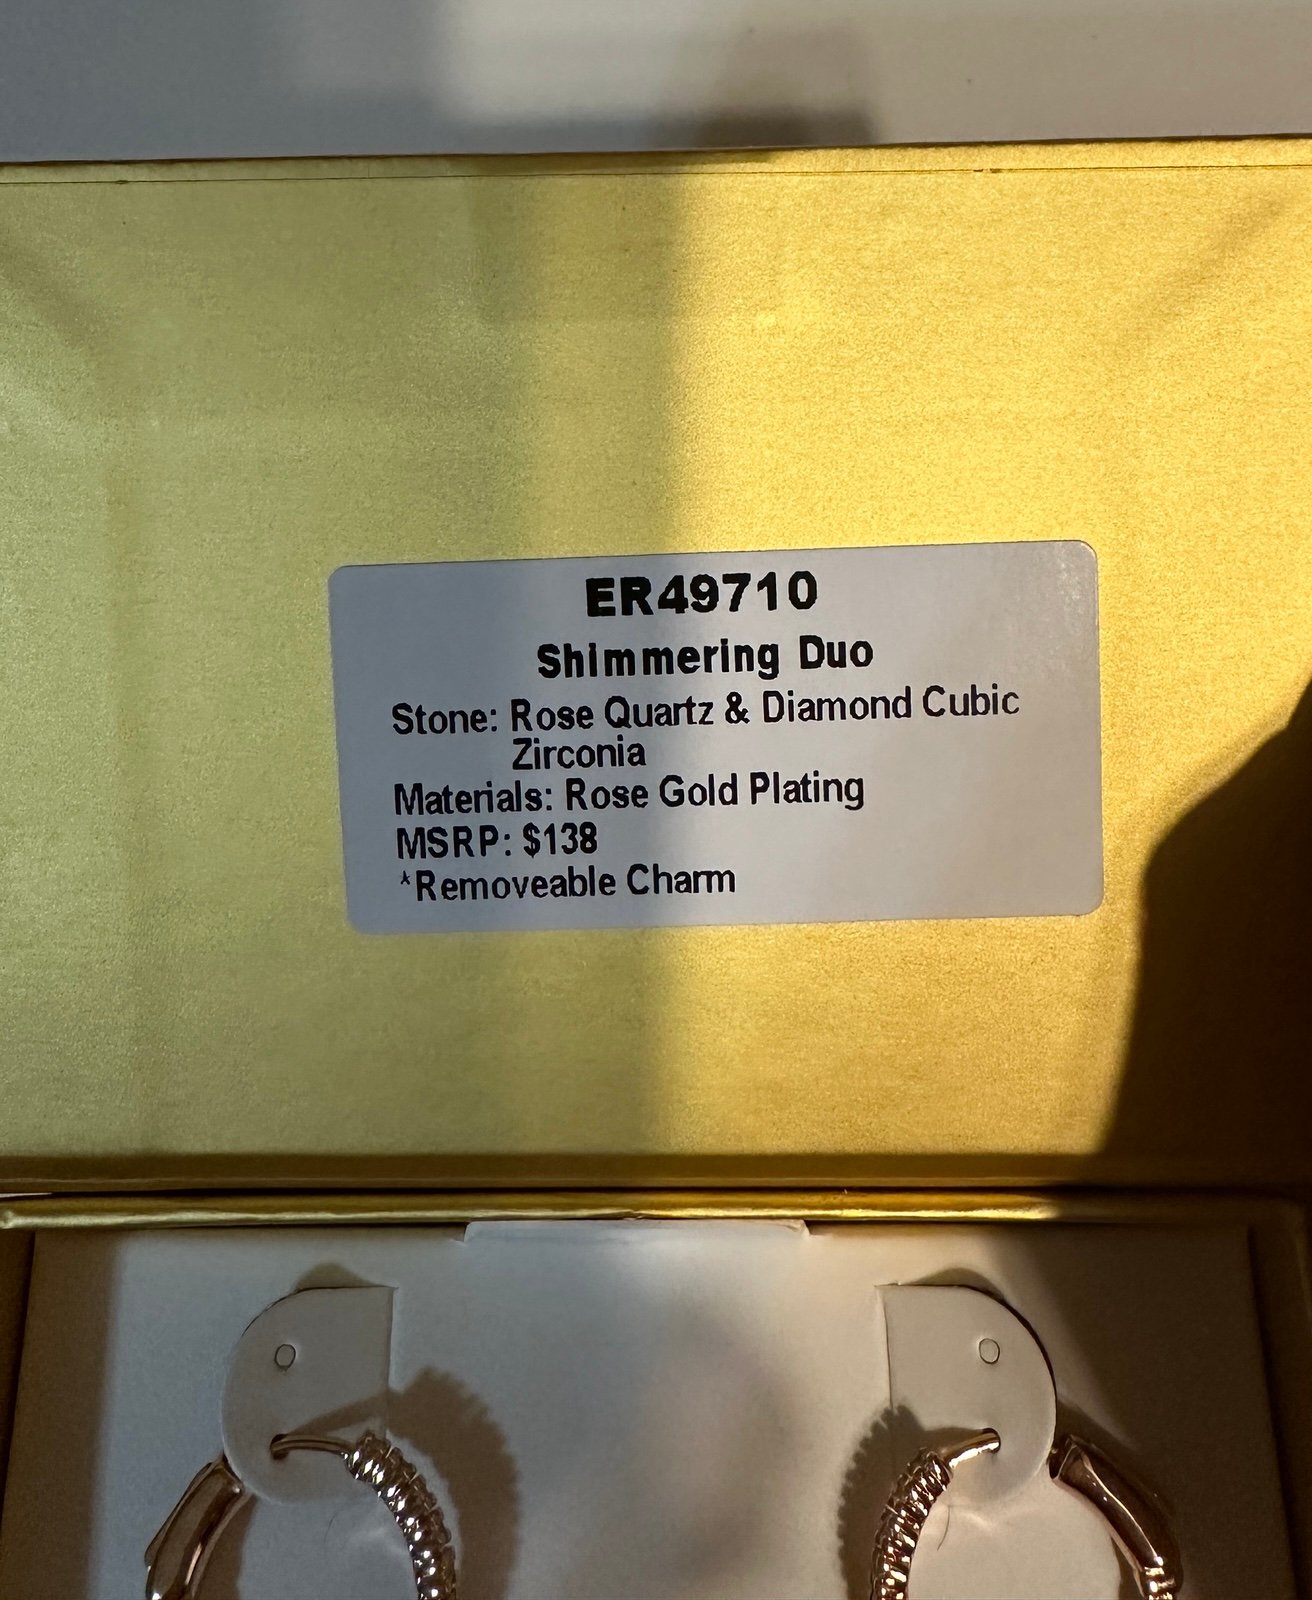 ER49710
Shimmering Duo
Stone: Rose Quartz & Diamond Cubic
Zirconia
Materials: Rose Gold Plating
MSRP: $138
*Removeable Charm